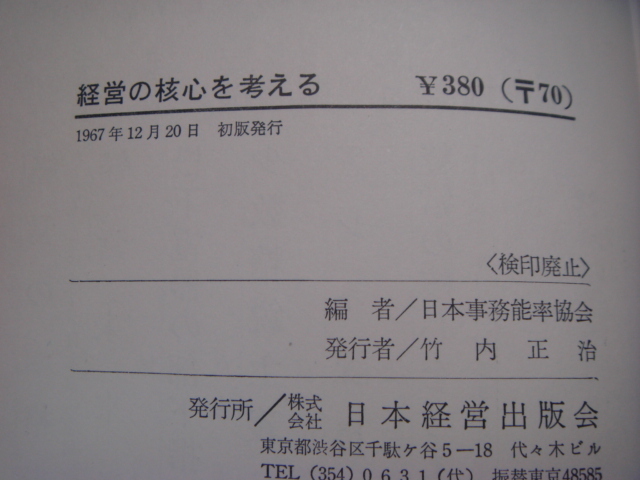 経営の核心を考える ￥380（〒70）
1967年12月20日 初版発行
〈検印廃止〉
編 者／日本事務能率協会
発行者／竹 内 正 治
発行所／株式会社 日本経営出版会
東京都渋谷区千駄ケ谷5－18 代々木ビル
TEL (354) 0631(代) 振替東京48585